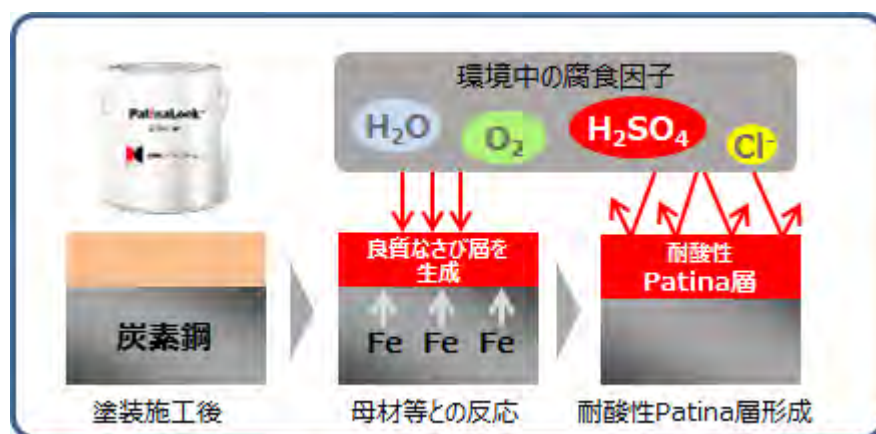 環境中の腐食因子
PatinaLock
H₂O
O₂
H₂SO₄
Cl⁻
良質なさび層を
生成
耐酸性
Patina層
炭素鋼
Fe Fe Fe
塗装施工後
母材等との反応
耐酸性Patina層形成